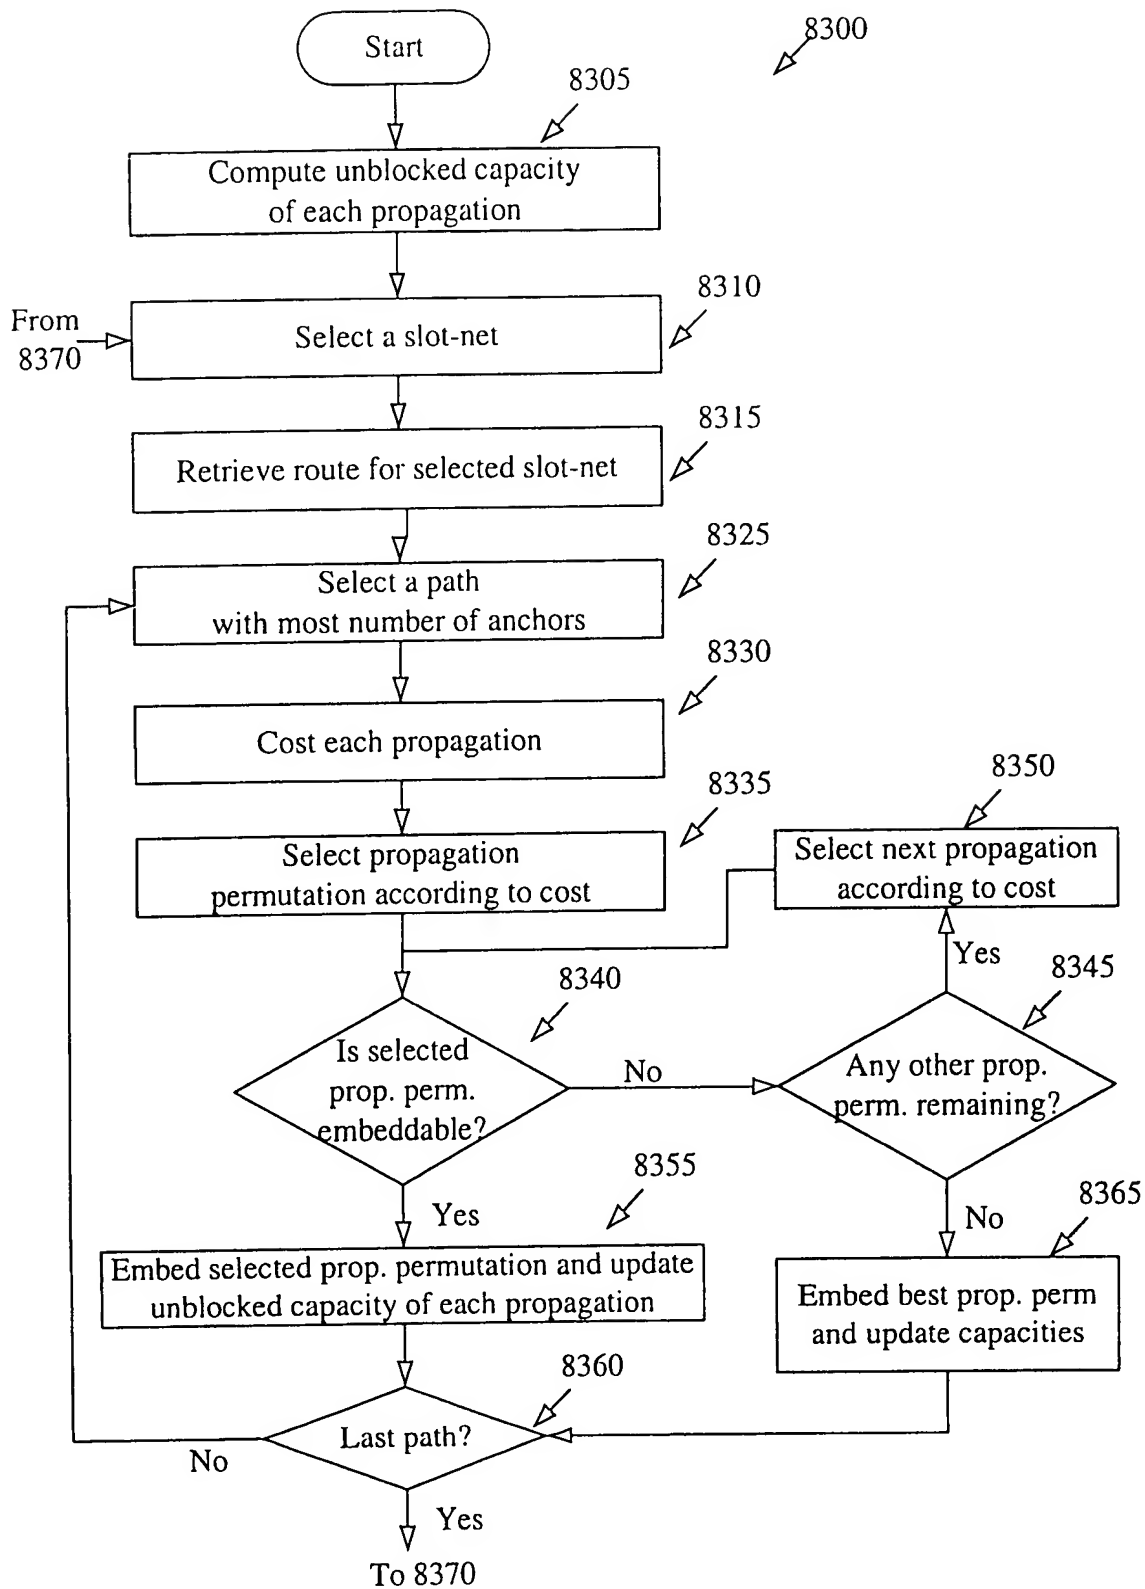 Start
8300
8305
Compute unblocked capacity
of each propagation
8310
From
8370
Select a slot-net
8315
Retrieve route for selected slot-net
8325
Select a path
with most number of anchors
8330
Cost each propagation
8335
Select propagation
permutation according to cost
8350
Select next propagation
according to cost
Yes
8345
8340
Is selected
prop. perm.
embeddable?
No
Any other prop.
perm. remaining?
8355
Yes
8365
No
Embed selected prop. permutation and update
unblocked capacity of each propagation
Embed best prop. perm
and update capacities
8360
Last path?
No
Yes
To 8370